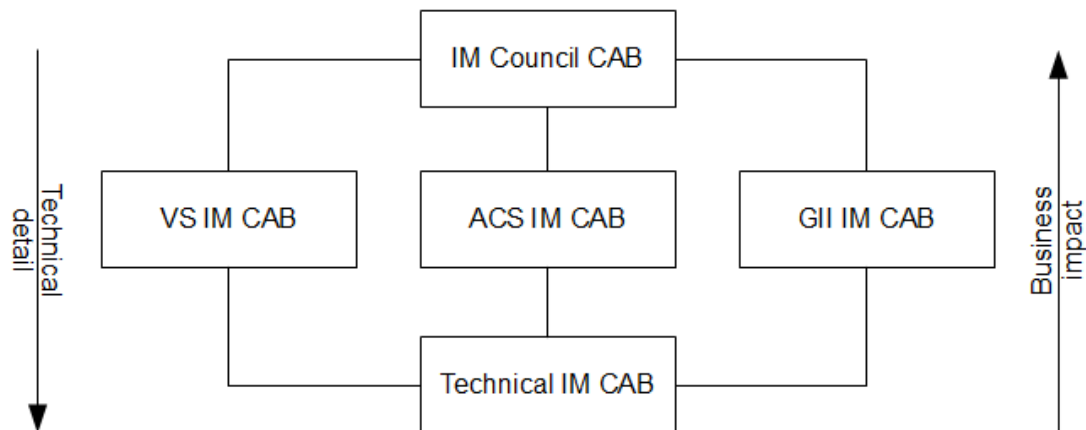 IM Council CAB
Technical
detail
VS IM CAB
ACS IM CAB
GII IM CAB
Business
impact
Technical IM CAB